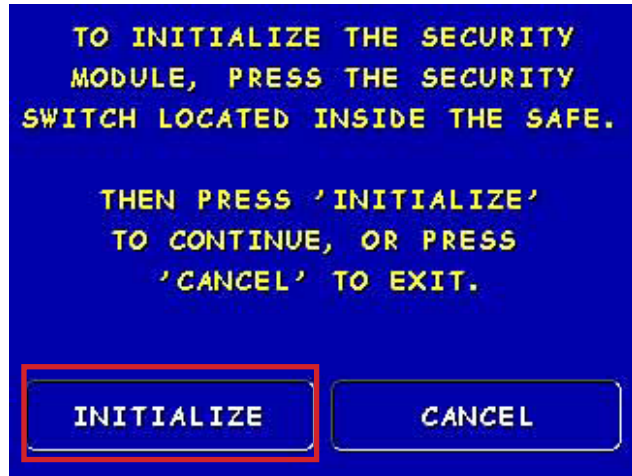 TO INITIALIZE THE SECURITY
MODULE, PRESS THE SECURITY
SWITCH LOCATED INSIDE THE SAFE.
THEN PRESS 'INITIALIZE'
TO CONTINUE, OR PRESS
'CANCEL' TO EXIT.
INITIALIZE
CANCEL